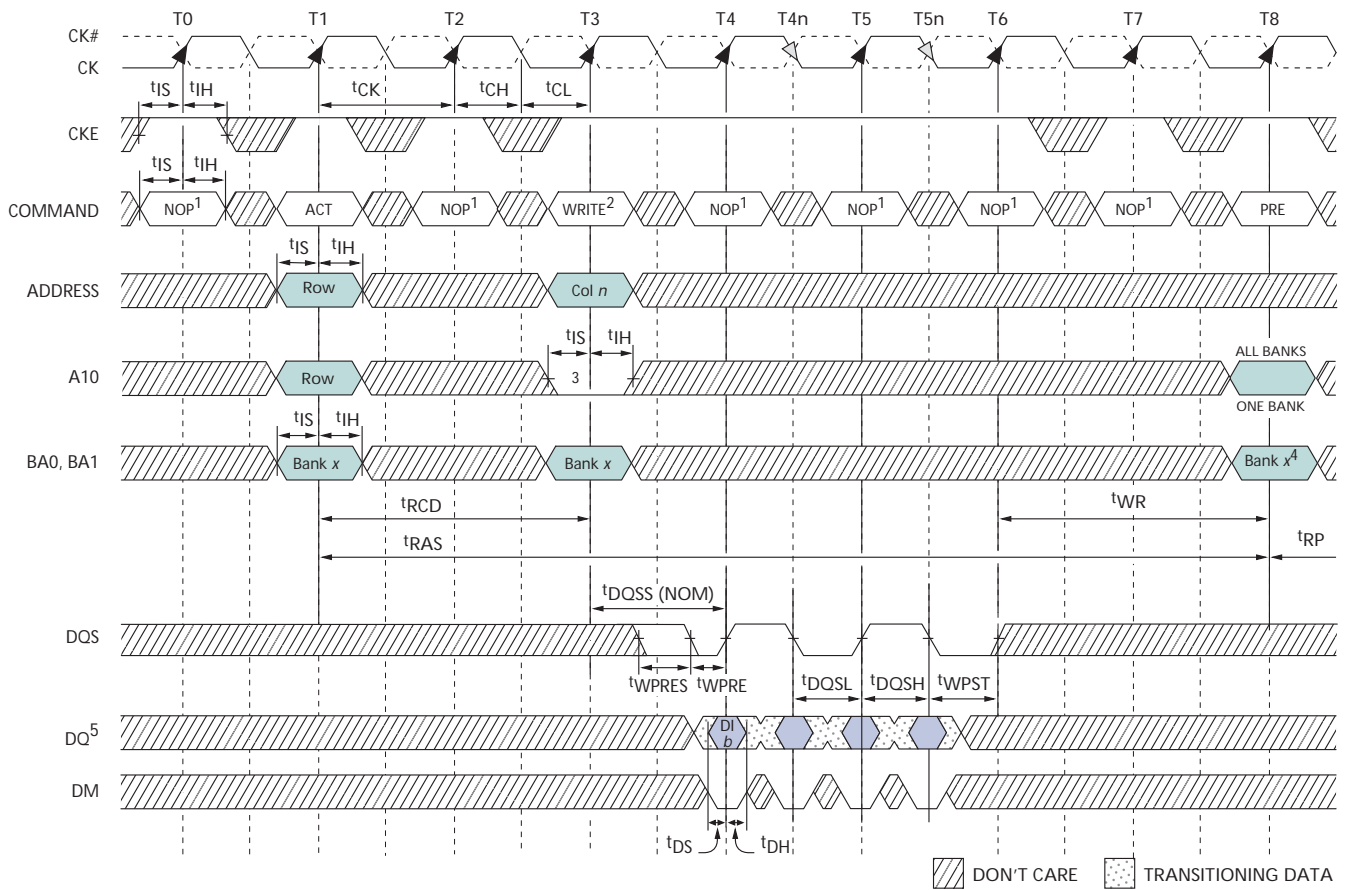 T0 T1 T2 T3 T4 T4n T5 T5n T6 T7 T8
CK#
CK
tIS tIH tCK tCH tCL
CKE
tIS tIH
COMMAND NOP1 ACT NOP1 WRITE2 NOP1 NOP1 NOP1 NOP1 PRE
tIS tIH
ADDRESS Row Col n
tIS tIH ALL BANKS
A10 Row 3
ONE BANK
tIS tIH
BA0, BA1 Bank x Bank x Bank x4
tRCD tWR
tRAS tRP
tDQSS (NOM)
DQS
tWPRES tWPRE tDQSL tDQSH tWPST
DQ5 DI
b
DM
tDS tDH
DON'T CARE TRANSITIONING DATA